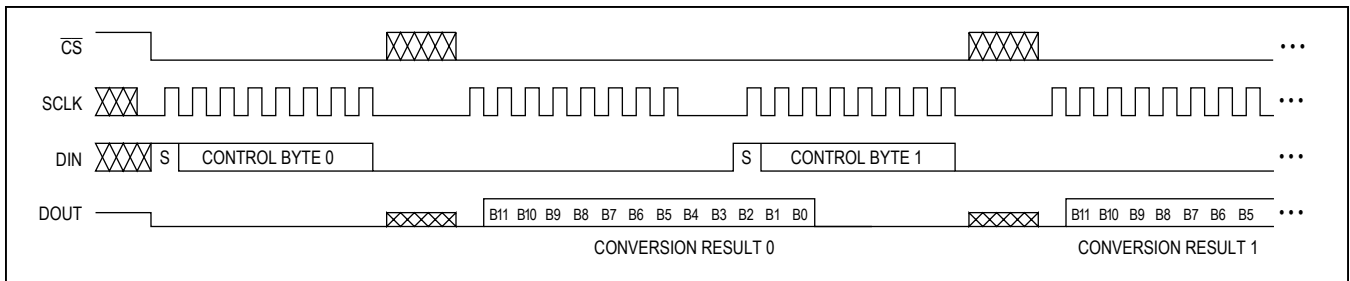 CS •••
SCLK •••
DIN S CONTROL BYTE 0 S CONTROL BYTE 1 •••
DOUT B11 B10 B9 B8 B7 B6 B5 B4 B3 B2 B1 B0 B11 B10 B9 B8 B7 B6 B5 •••
CONVERSION RESULT 0 CONVERSION RESULT 1